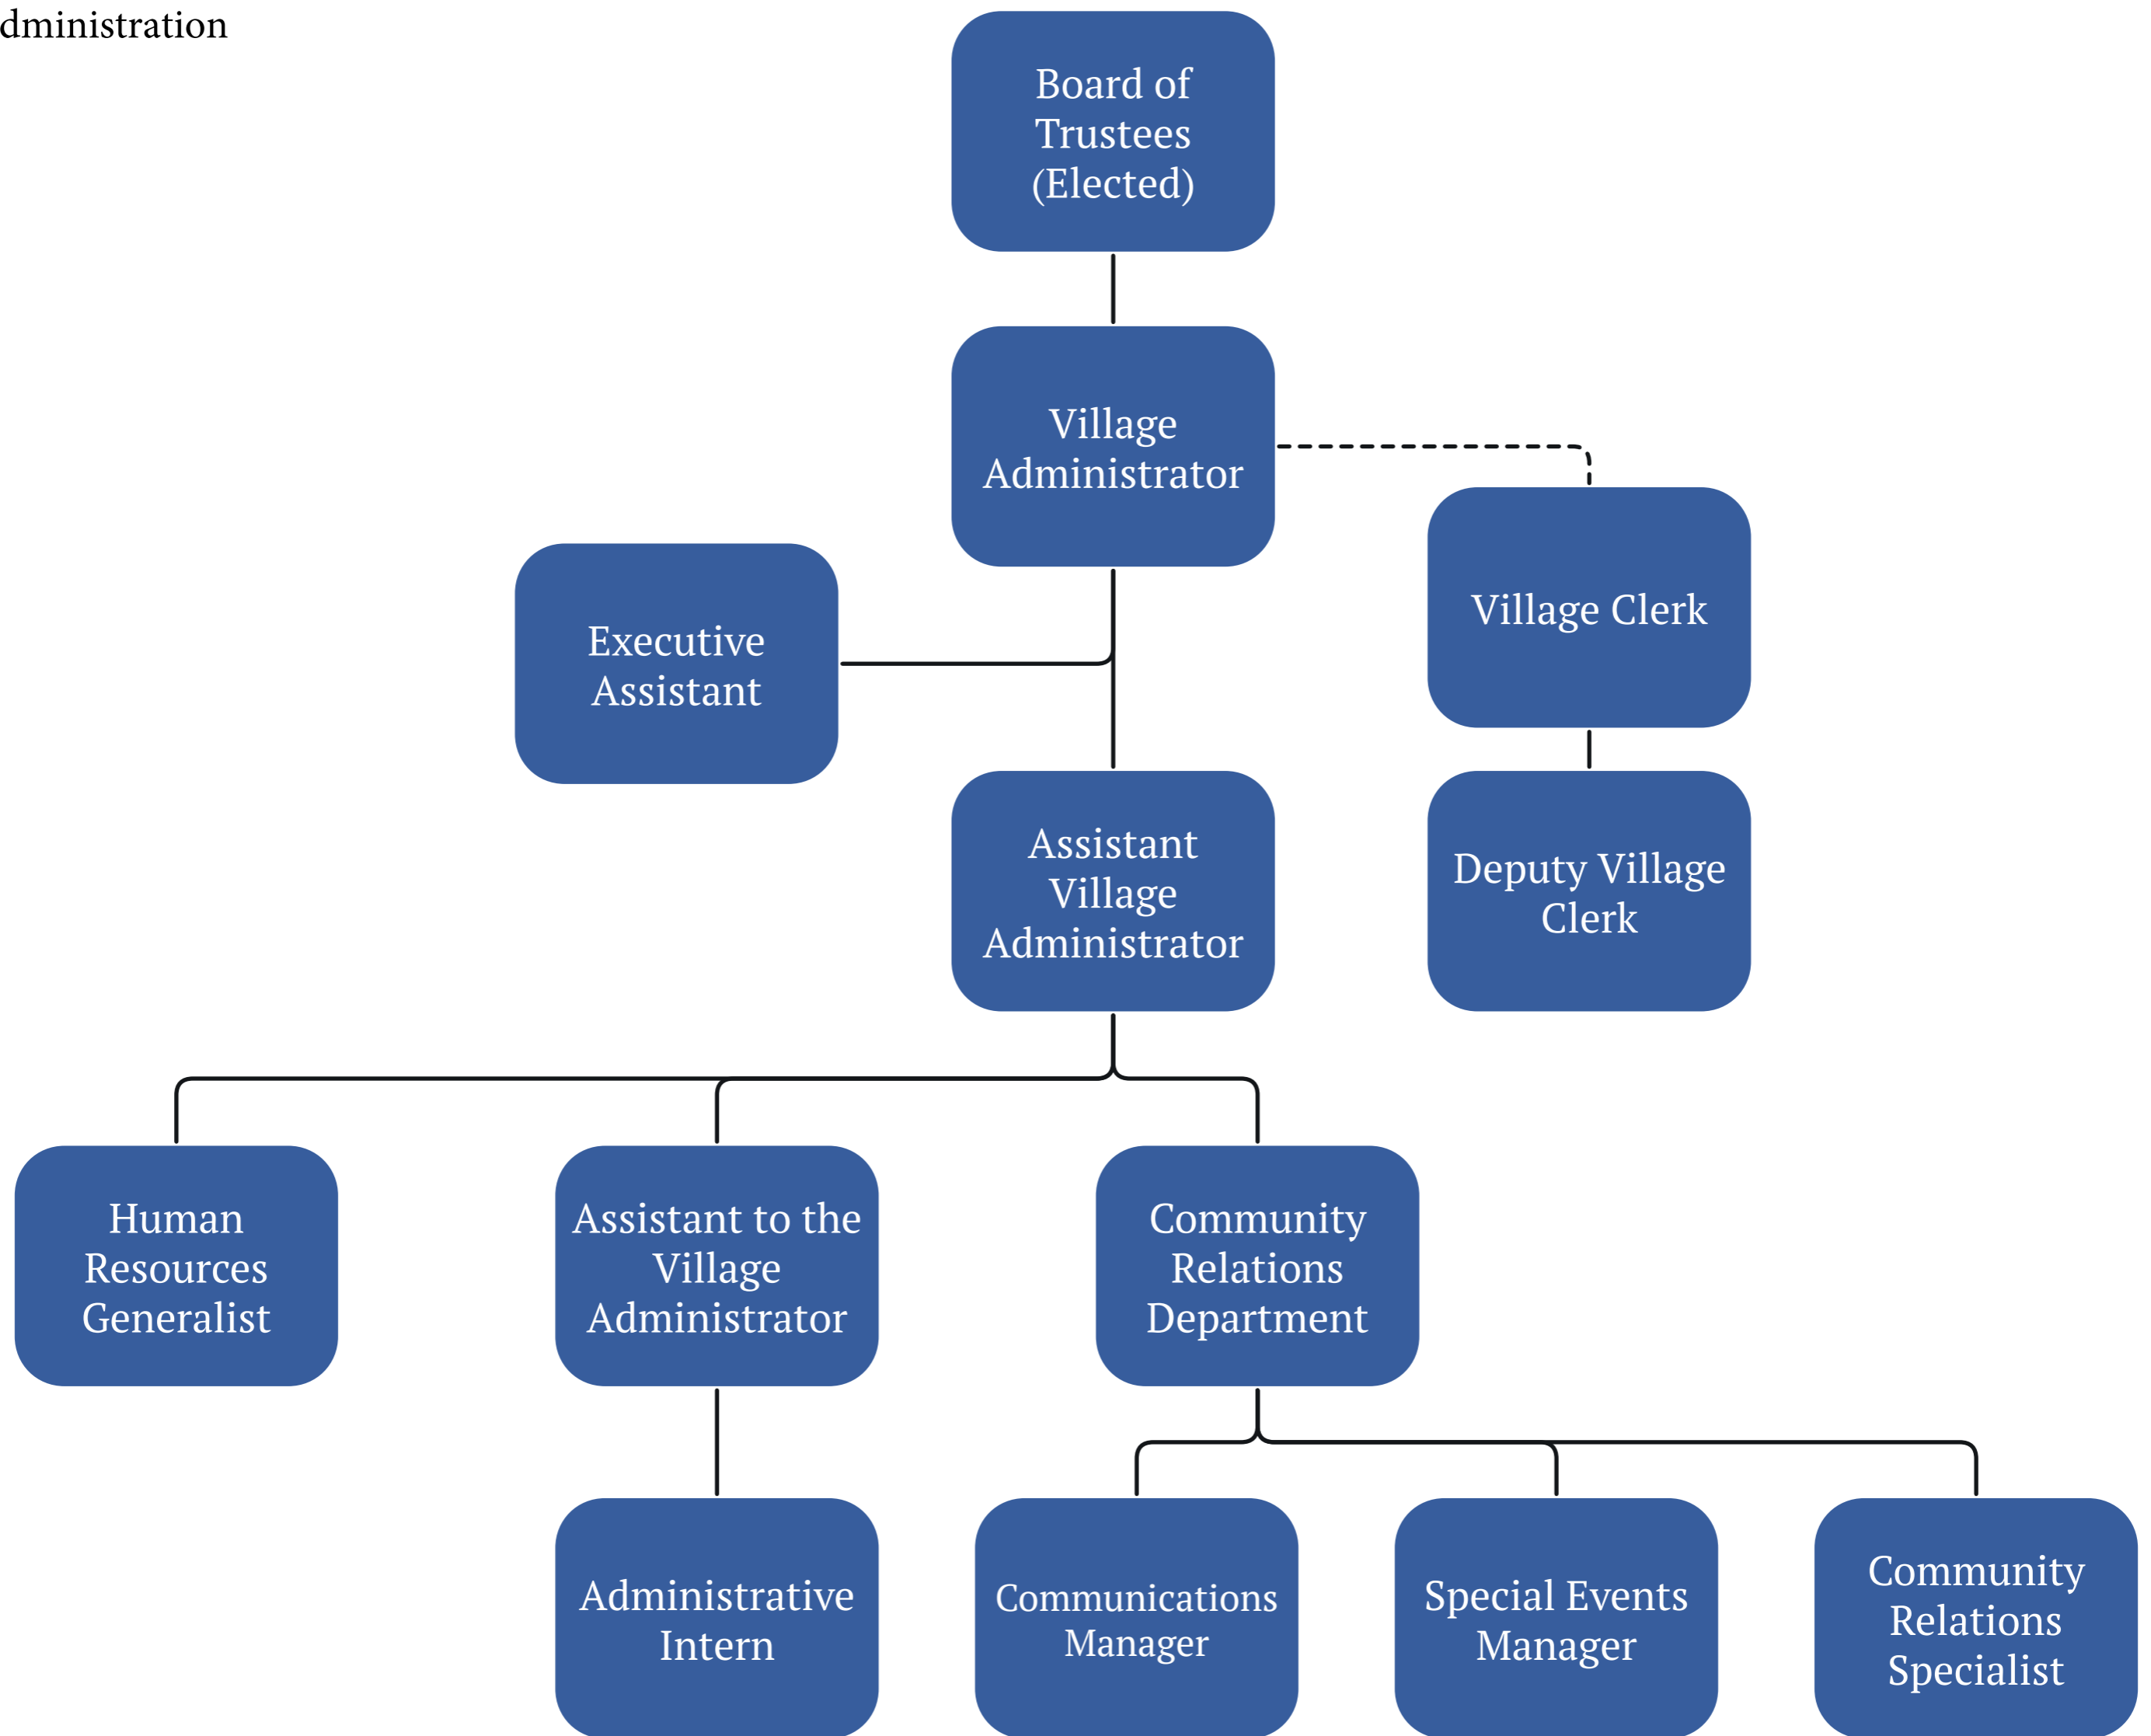 dministration
Board of
Trustees
(Elected)
Village
Administrator
Village Clerk
Executive
Assistant
Assistant
Village
Administrator
Deputy Village
Clerk
Human
Resources
Generalist
Assistant to the
Village
Administrator
Community
Relations
Department
Administrative
Intern
Communications
Manager
Special Events
Manager
Community
Relations
Specialist